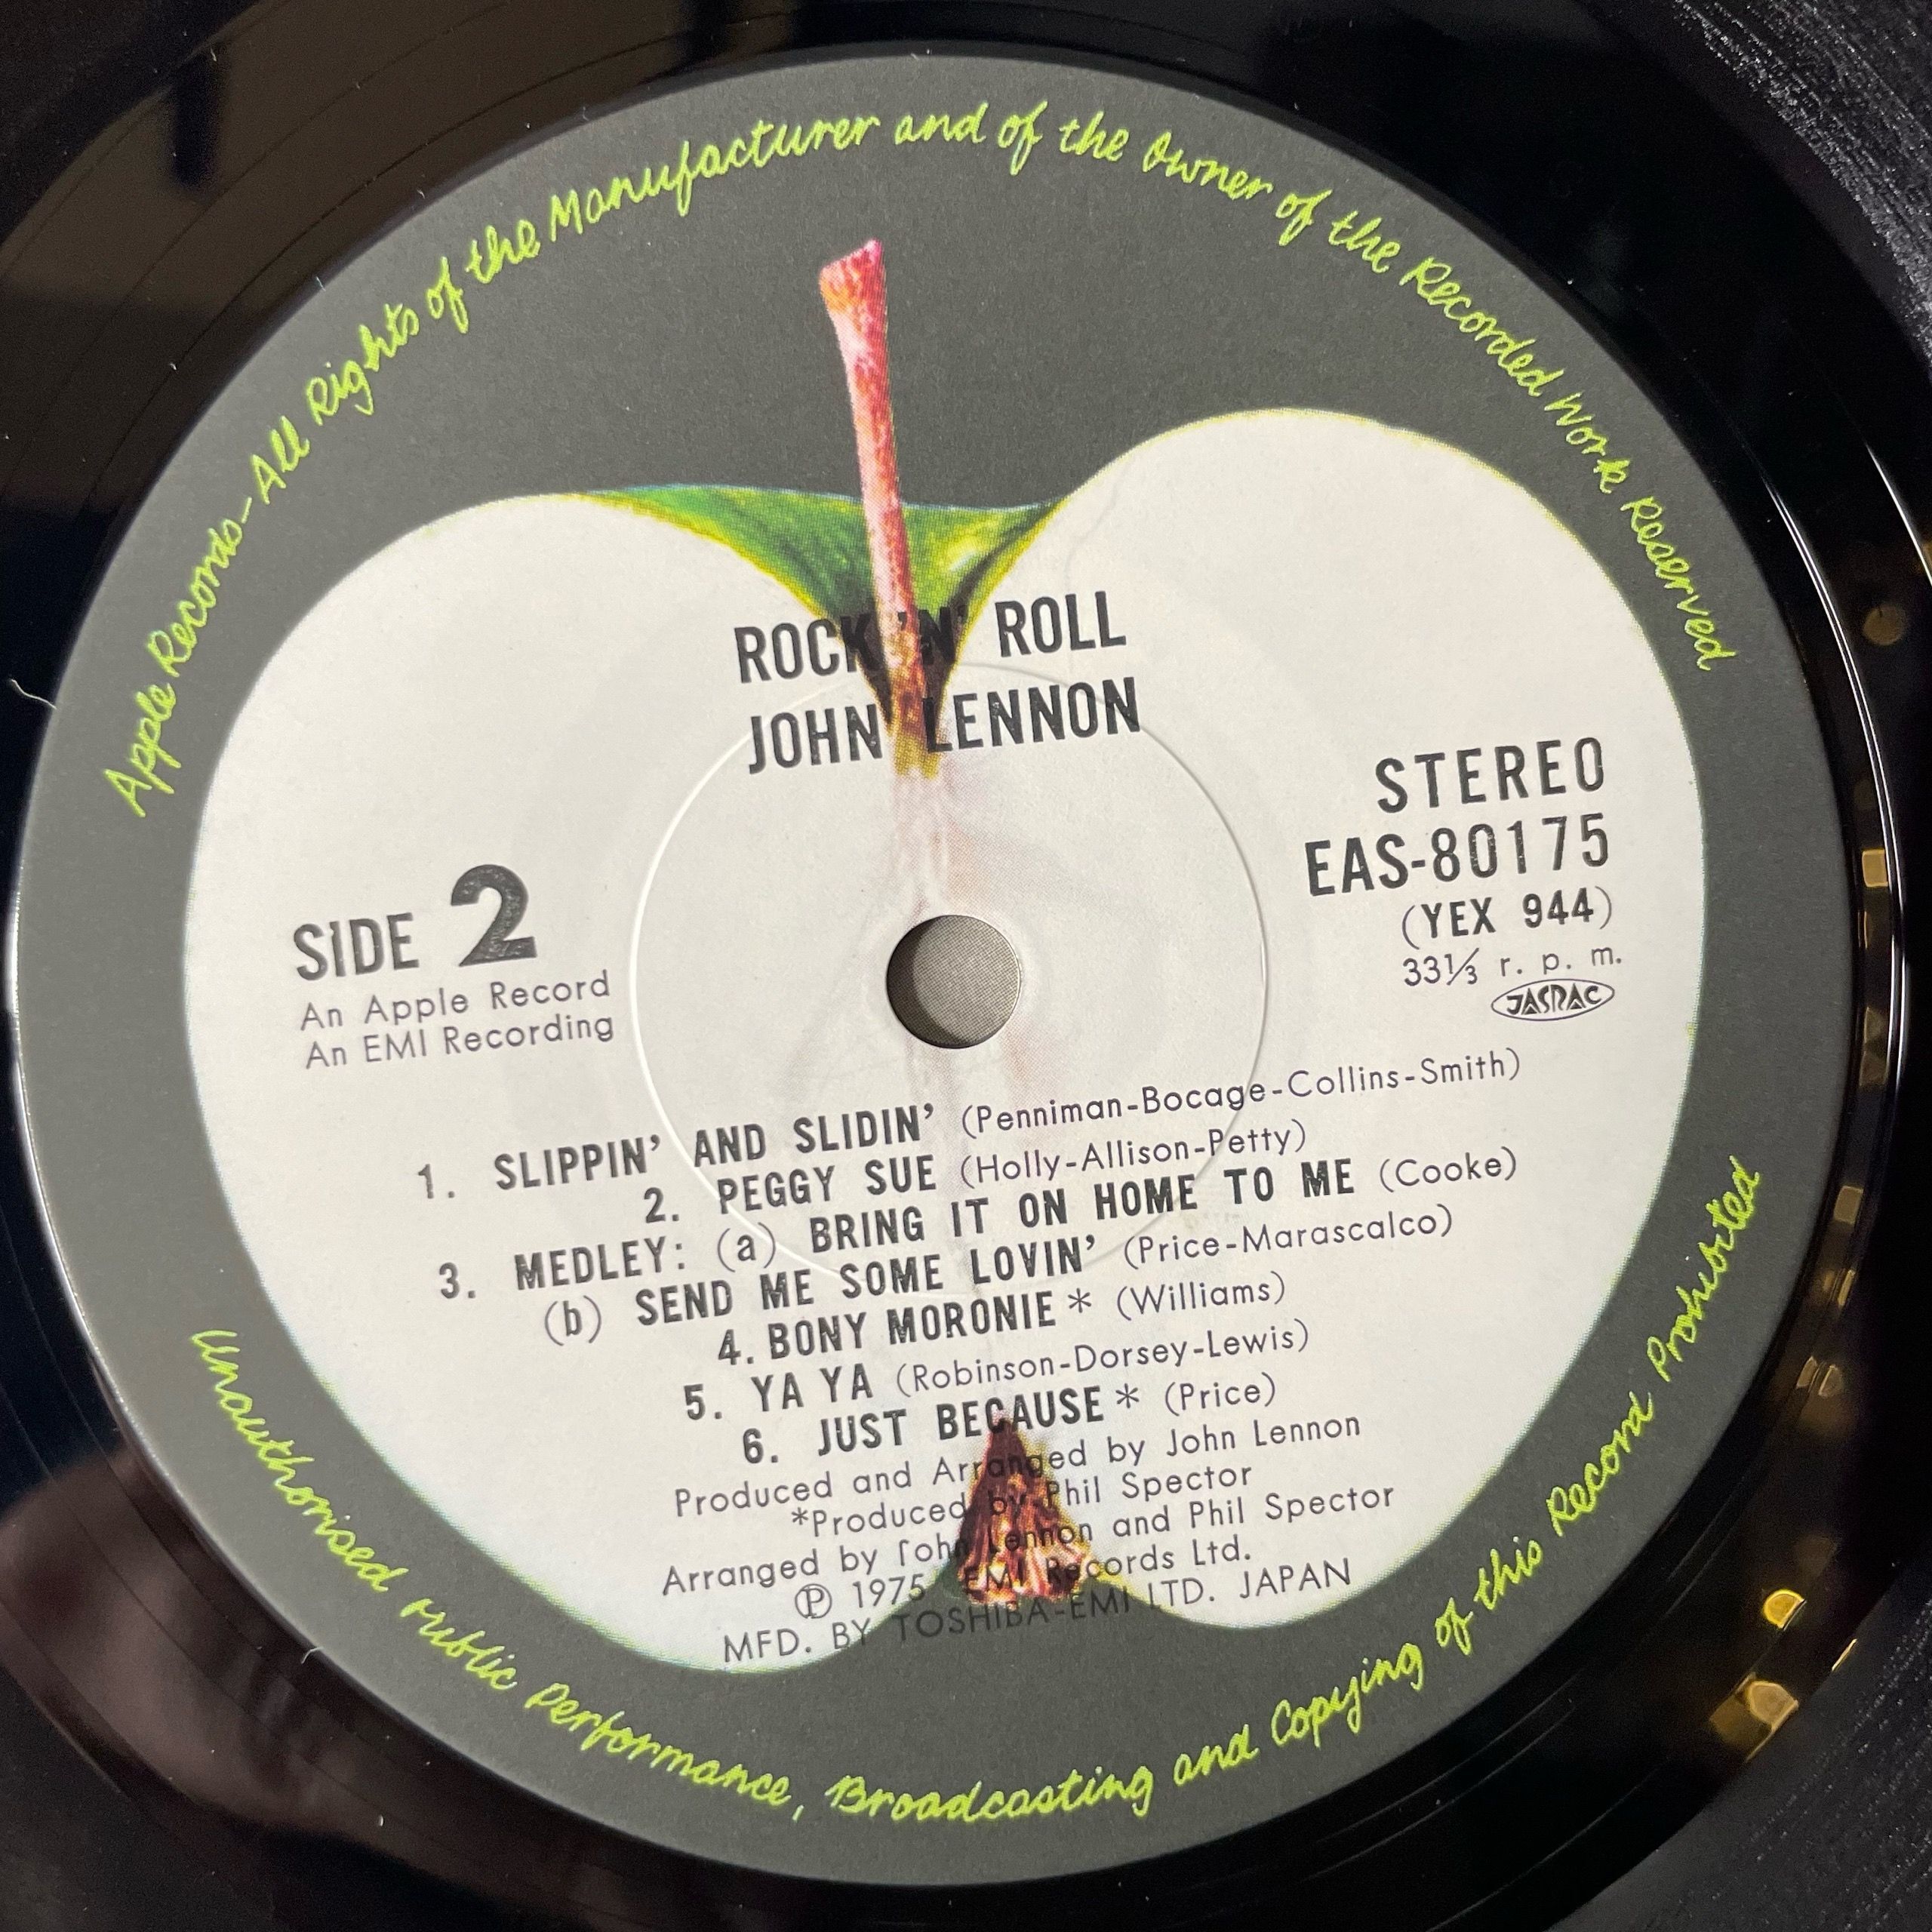 Apple Records-All Rights of the Manufacturer and of the Owner of the Recorded Work Reserved
ROCK 'N' ROLL
JOHN LENNON
STEREO
EAS-80175
(YEX 944)
33⅓ r. p. m.
JASRAC
SIDE 2
An Apple Record
An EMI Recording
1. SLIPPIN' AND SLIDIN' (Penniman-Bocage-Collins-Smith)
2. PEGGY SUE (Holly-Allison-Petty)
3. MEDLEY: (a) BRING IT ON HOME TO ME (Cooke)
(b) SEND ME SOME LOVIN' (Price-Marascalco)
4. BONY MORONIE* (Williams)
5. YA YA (Robinson-Dorsey-Lewis)
6. JUST BECAUSE* (Price)
Produced and Arranged by John Lennon
*Produced by Phil Spector
Arranged by John Lennon and Phil Spector
Ⓟ 1975 EMI Records Ltd.
MFD. BY TOSHIBA-EMI LTD. JAPAN
Unauthorised Public Performance, Broadcasting and Copying of this Record Prohibited